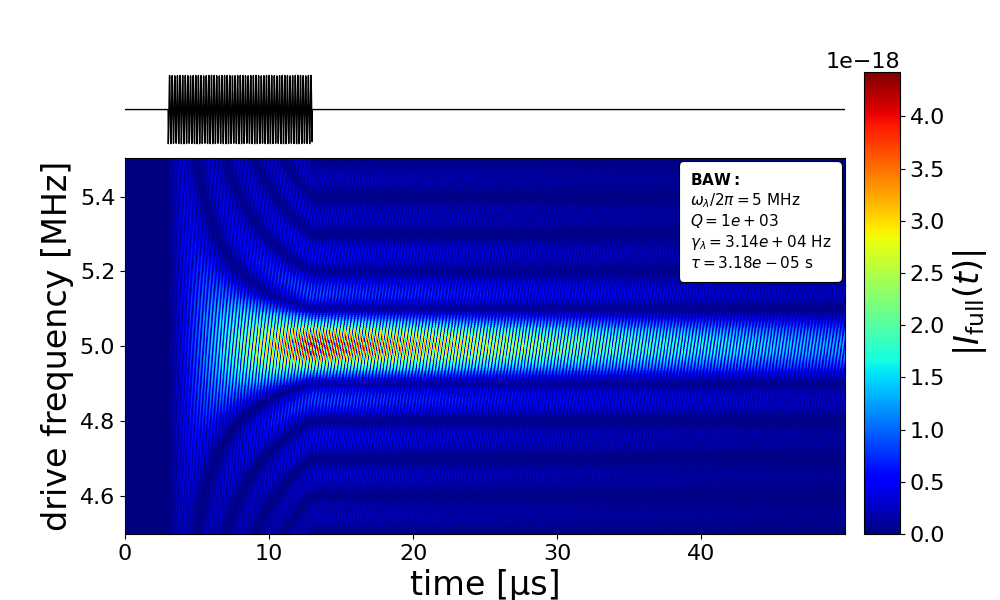 1e−18
BAW:
ωλ/2π = 5 MHz
Q = 1e + 03
γλ = 3.14e + 04 Hz
τ = 3.18e − 05 s
5.4
5.2
5.0
4.8
4.6
drive frequency [MHz]
0
10
20
30
40
time [µs]
4.0
3.5
3.0
2.5
2.0
1.5
1.0
0.5
0.0
|I_full(t)|